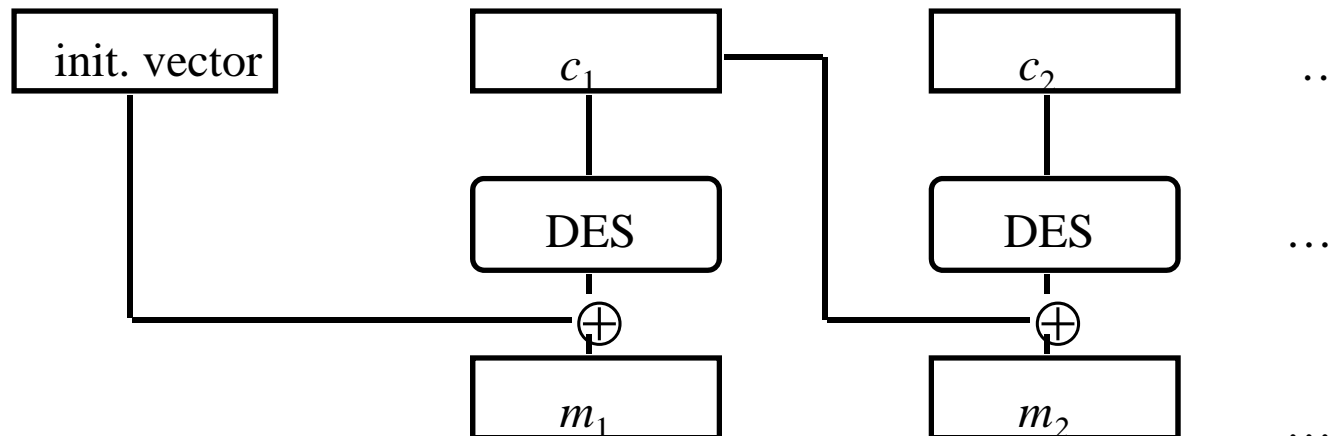 init. vector c₁ c₂ …
DES DES …
m₁ m₂ …